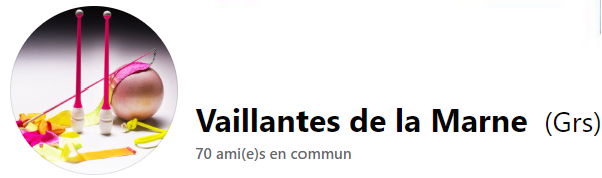 Vaillantes de la Marne (Grs)
70 ami(e)s en commun